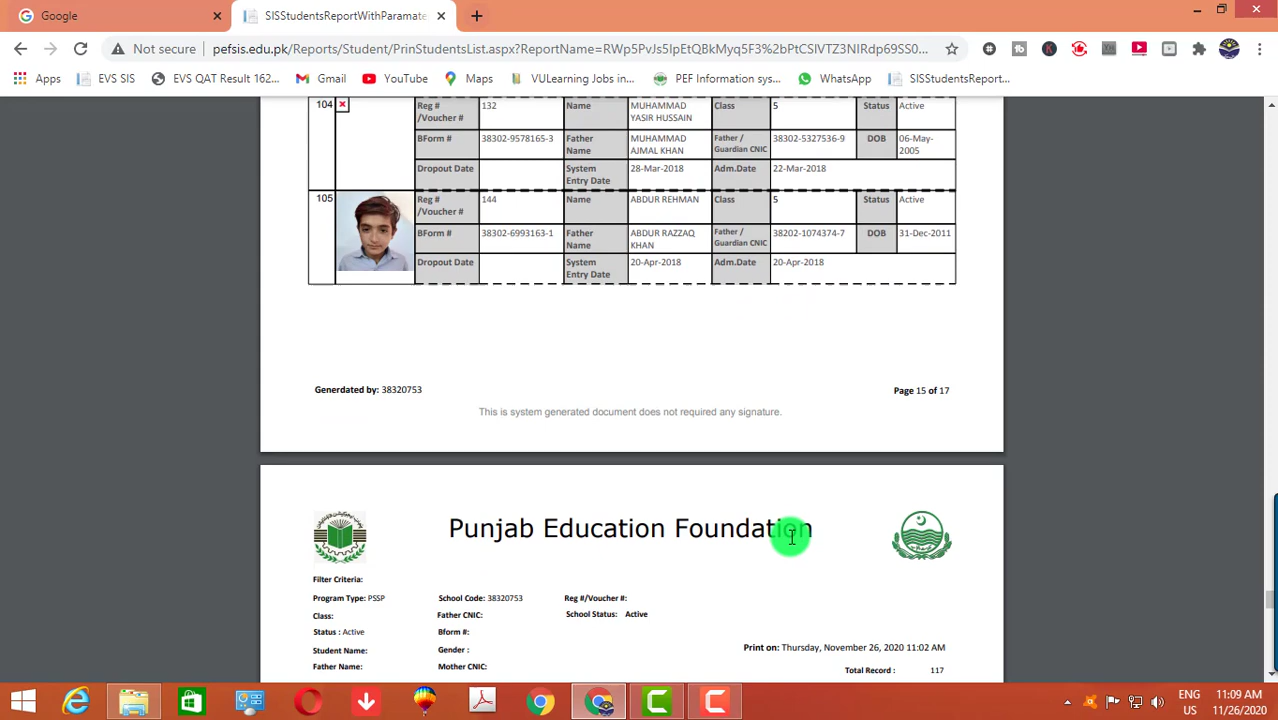 Google
SISStudentsReportWithParamate
Not secure
pefsis.edu.pk/Reports/Student/PrinStudentsList.aspx?ReportName=RWp5PvJs5IpEtQBkMyq5F3%2bPtCSIVTZ3NIRdp69SS0...
Apps
EVS SIS
EVS QAT Result 162...
Gmail
YouTube
Maps
VULearning Jobs in...
PEF Information sys...
WhatsApp
SISStudentsReport...
104
Reg # /Voucher #
132
Name
MUHAMMAD YASIR HUSSAIN
Class
5
Status
Active
BForm #
38302-9578165-3
Father Name
MUHAMMAD AJMAL KHAN
Father / Guardian CNIC
38302-5327536-9
DOB
06-May-2005
Dropout Date
System Entry Date
28-Mar-2018
Adm.Date
22-Mar-2018
105
Reg # /Voucher #
144
Name
ABDUR REHMAN
Class
5
Status
Active
BForm #
38302-6993163-1
Father Name
ABDUR RAZZAQ KHAN
Father / Guardian CNIC
38202-1074374-7
DOB
31-Dec-2011
Dropout Date
System Entry Date
20-Apr-2018
Adm.Date
20-Apr-2018
Generdated by: 38320753
Page 15 of 17
This is system generated document does not required any signature.
Punjab Education Foundation
Filter Criteria:
Program Type: PSSP
School Code: 38320753
Reg #/Voucher #:
Class:
Father CNIC:
School Status: Active
Status : Active
Bform #:
Student Name:
Gender :
Print on: Thursday, November 26, 2020 11:02 AM
Father Name:
Mother CNIC:
Total Record : 117
ENG
US
11:09 AM
11/26/2020